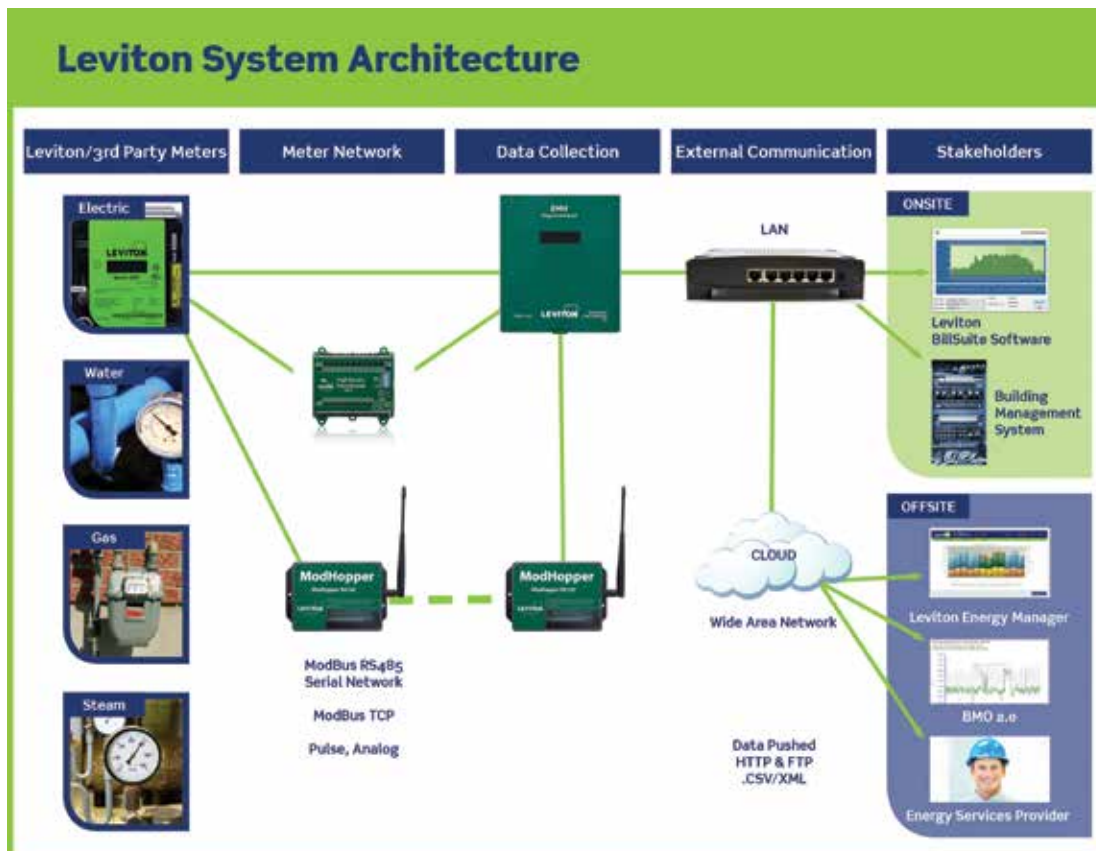 Leviton System Architecture
Leviton/3rd Party Meters
Meter Network
Data Collection
External Communication
Stakeholders
Electric
LEVITON
Water
Gas
Steam
ModHopper
LEVITON
ModBus RS485
Serial Network
ModBus TCP
Pulse, Analog
LEVITON
ModHopper
LEVITON
LAN
CLOUD
Wide Area Network
Data Pushed
HTTP & FTP
.CSV/XML
ONSITE
Leviton
BillSuite Software
Building
Management
System
OFFSITE
Leviton Energy Manager
BMO 2.0
Energy Services Provider